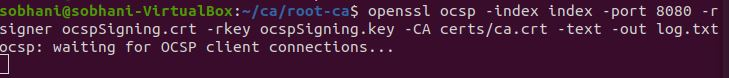 sobhani@sobhani-VirtualBox:~/ca/root-ca$ openssl ocsp -index index -port 8080 -r
signer ocspSigning.crt -rkey ocspSigning.key -CA certs/ca.crt -text -out log.txt
ocsp: waiting for OCSP client connections...